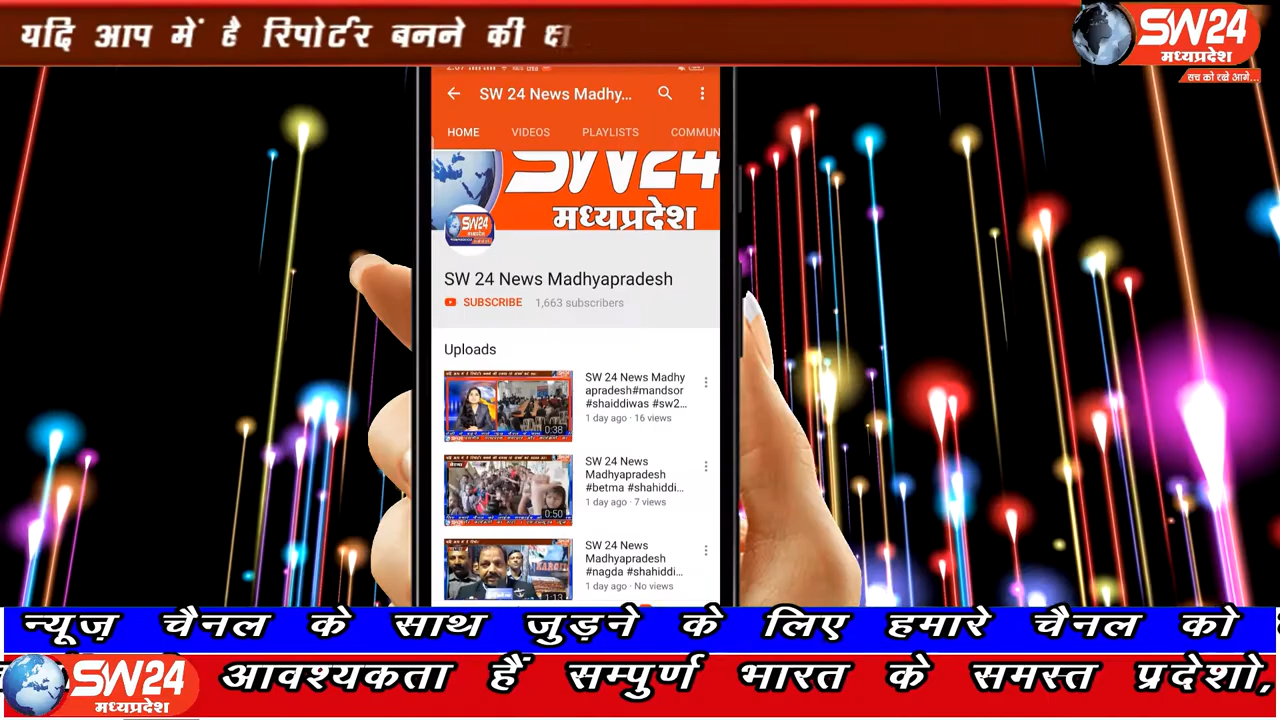 यदि आप में है रिपोर्टर बनने की क्ष
SW24
मध्यप्रदेश
सच को रखे आगे...
SW 24 News Madhy...
HOME VIDEOS PLAYLISTS COMMUN
SW24
मध्यप्रदेश
SW24
SW 24 News Madhyapradesh
SUBSCRIBE 1,663 subscribers
Uploads
SW 24 News Madhy
apradesh#mandsor
#shaiddiwas #sw2...
1 day ago · 16 views
0:38
SW 24 News
Madhyapradesh
#betma #shahiddi...
1 day ago · 7 views
0:50
SW 24 News
Madhyapradesh
#nagda #shahiddi...
1 day ago · No views
1:13
न्यूज़ चैनल के साथ जुड़ने के लिए हमारे चैनल को
आवश्यकता हैं सम्पुर्ण भारत के समस्त प्रदेशो,
SW24
मध्यप्रदेश